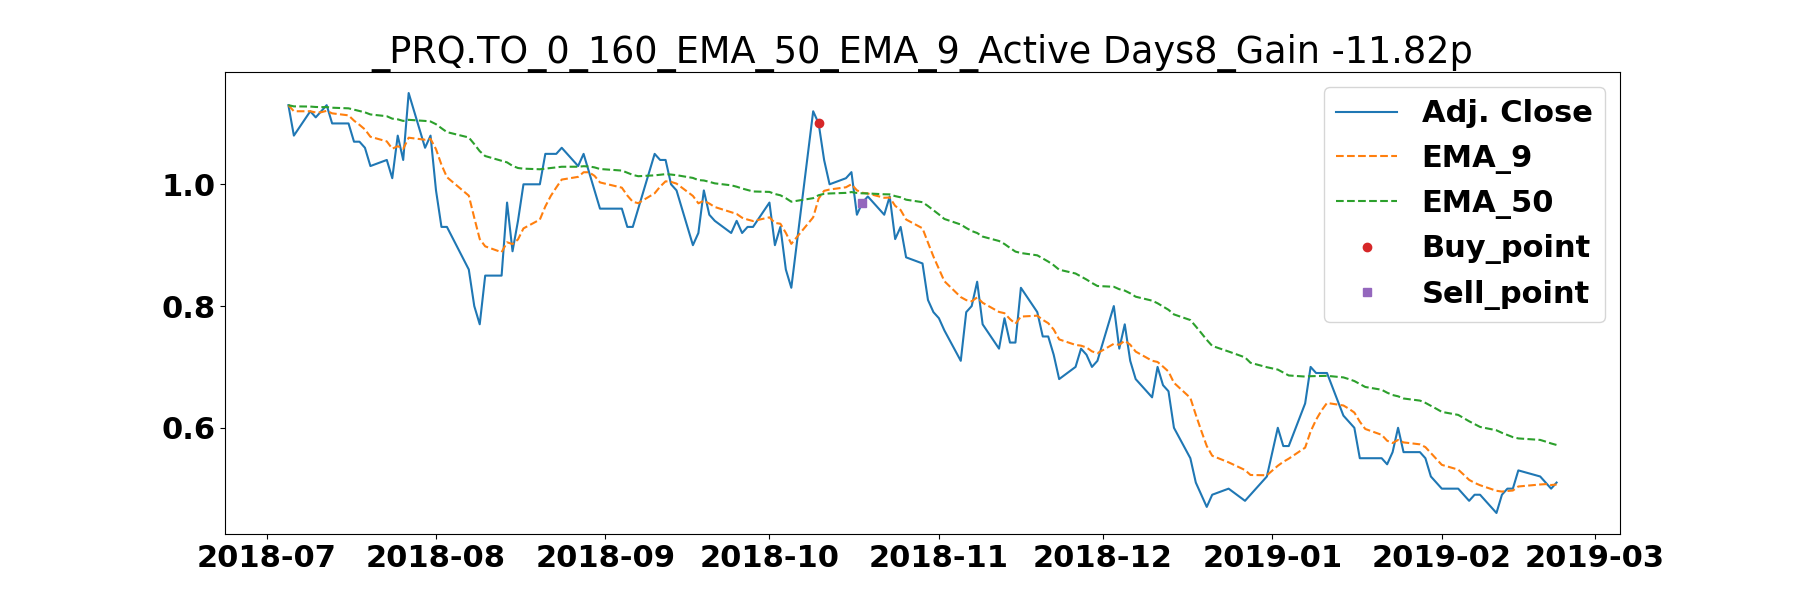 _PRQ.TO_0_160_EMA_50_EMA_9_Active Days8_Gain -11.82p
Adj. Close
EMA_9
EMA_50
Buy_point
Sell_point
1.0
0.8
0.6
2018-07 2018-08 2018-09 2018-10 2018-11 2018-12 2019-01 2019-02 2019-03